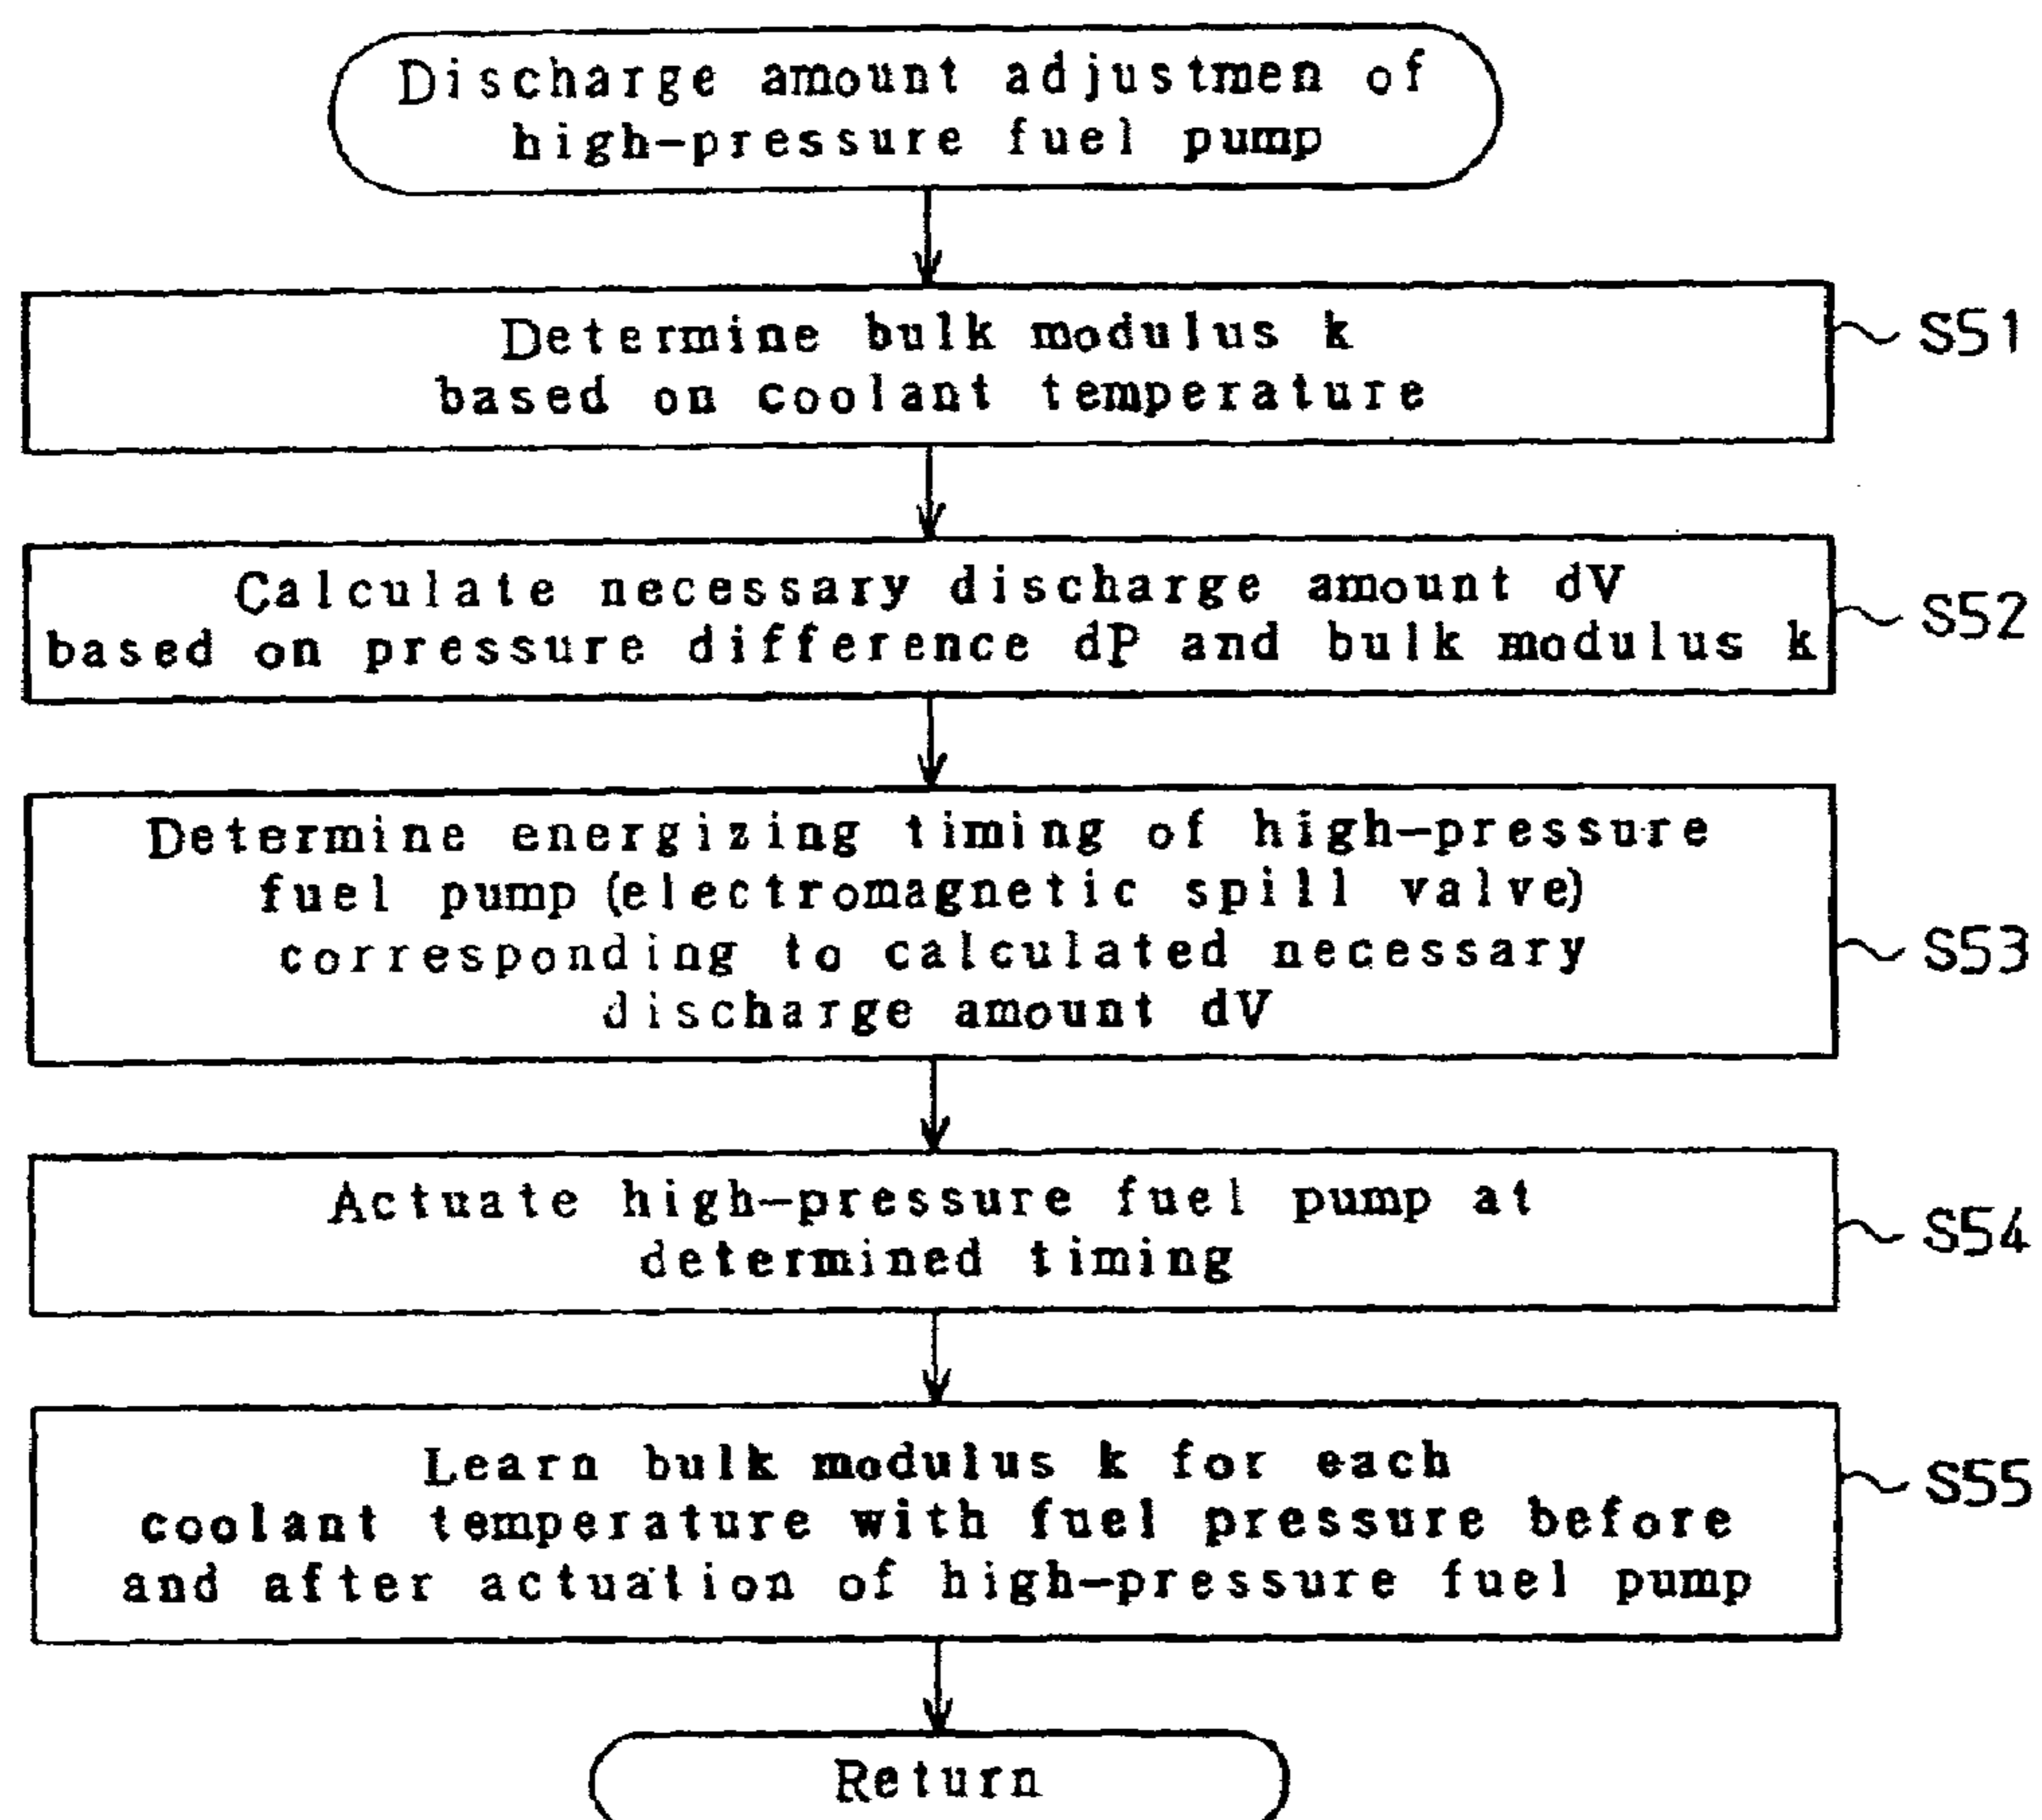 Discharge amount adjustmen of
high-pressure fuel pump
Determine bulk modulus k
based on coolant temperature
S51
Calculate necessary discharge amount dV
based on pressure difference dP and bulk modulus k
S52
Determine energizing timing of high-pressure
fuel pump (electromagnetic spill valve)
corresponding to calculated necessary
discharge amount dV
S53
Actuate high-pressure fuel pump at
determined timing
S54
Learn bulk modulus k for each
coolant temperature with fuel pressure before
and after actuation of high-pressure fuel pump
S55
Return